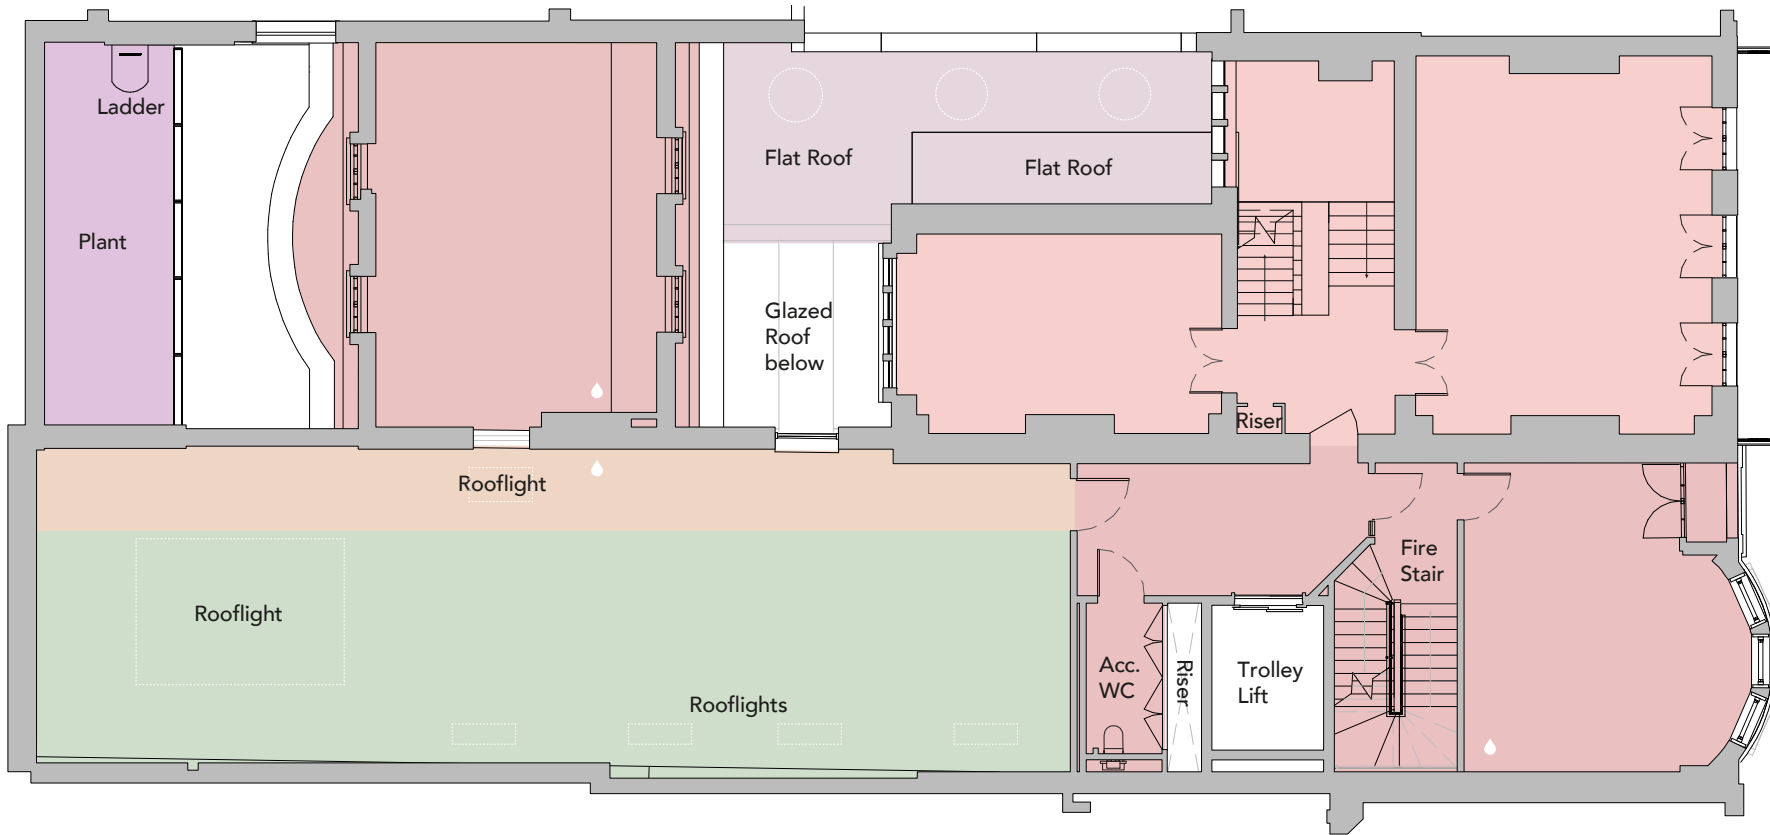 Ladder
Plant
Flat Roof
Flat Roof
Glazed
Roof
below
Riser
Rooflight
Rooflight
Rooflights
Fire
Stair
Acc.
WC
Riser
Trolley
Lift